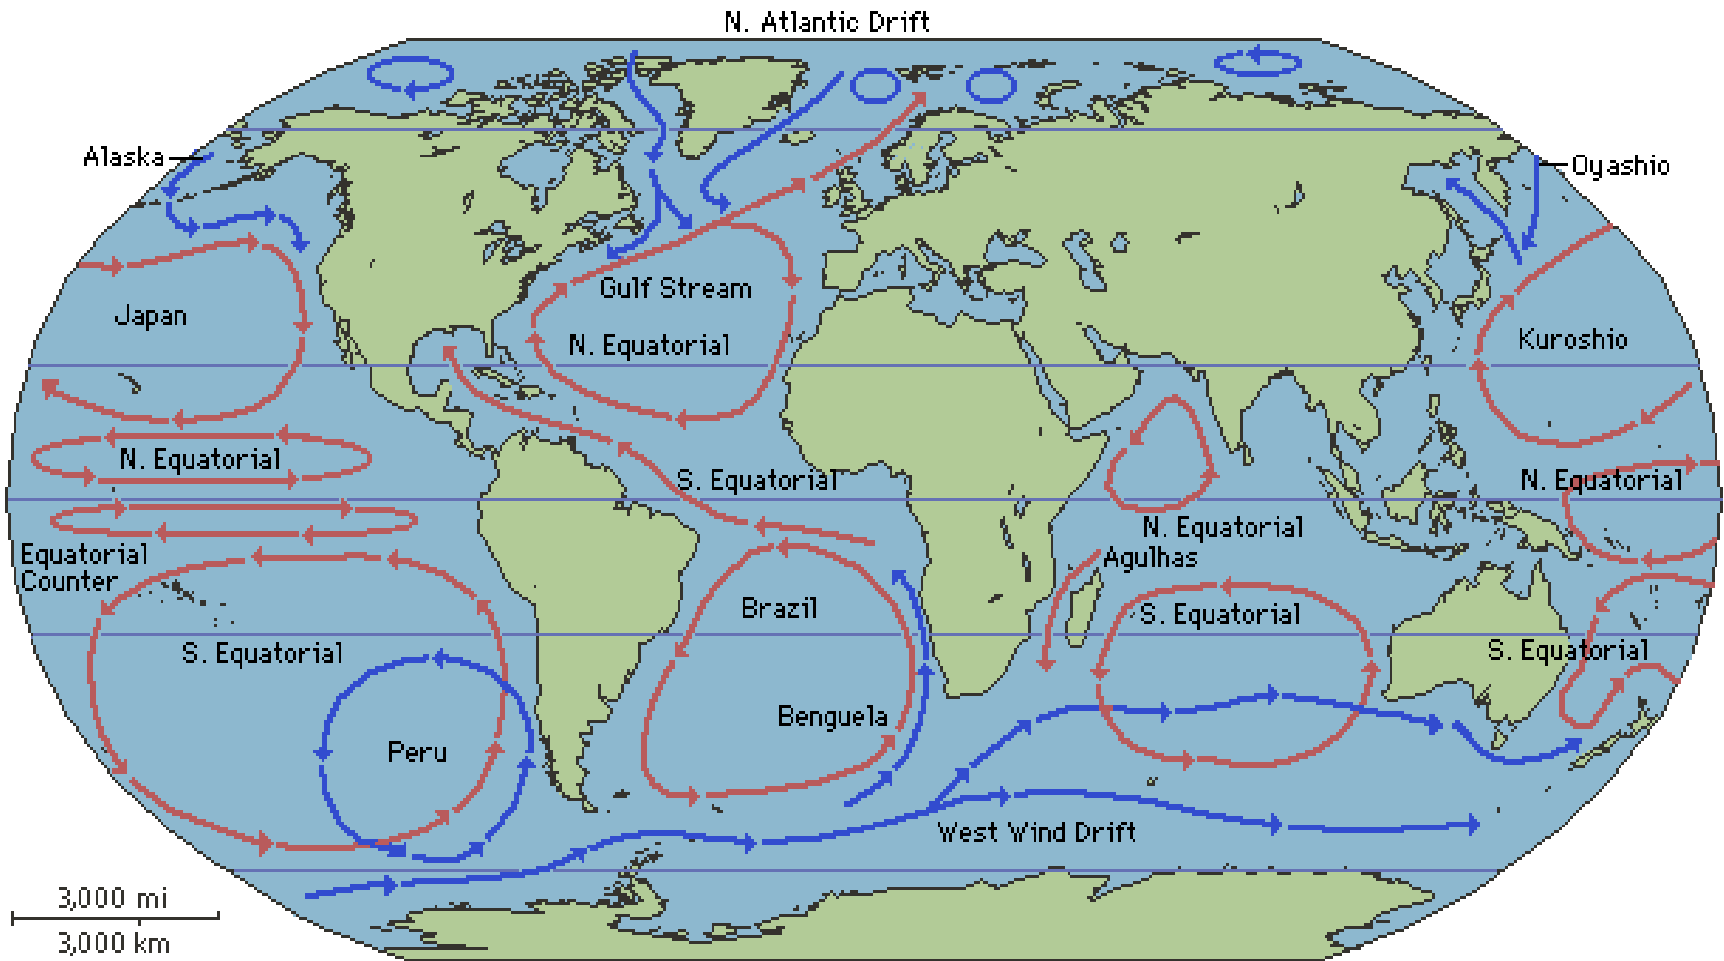 N. Atlantic Drift
Alaska
Oyashio
Gulf Stream
Japan
N. Equatorial
Kuroshio
N. Equatorial
S. Equatorial
N. Equatorial
N. Equatorial
Equatorial
Counter
Agulhas
Brazil
S. Equatorial
S. Equatorial
S. Equatorial
Benguela
Peru
West Wind Drift
3,000 mi
3,000 km